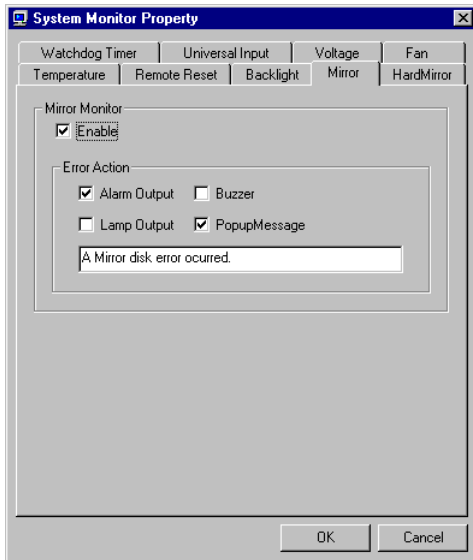 System Monitor Property
Watchdog Timer Universal Input Voltage Fan
Temperature Remote Reset Backlight Mirror HardMirror
Mirror Monitor
Enable
Error Action
Alarm Output Buzzer
Lamp Output PopupMessage
A Mirror disk error ocurred.
OK Cancel